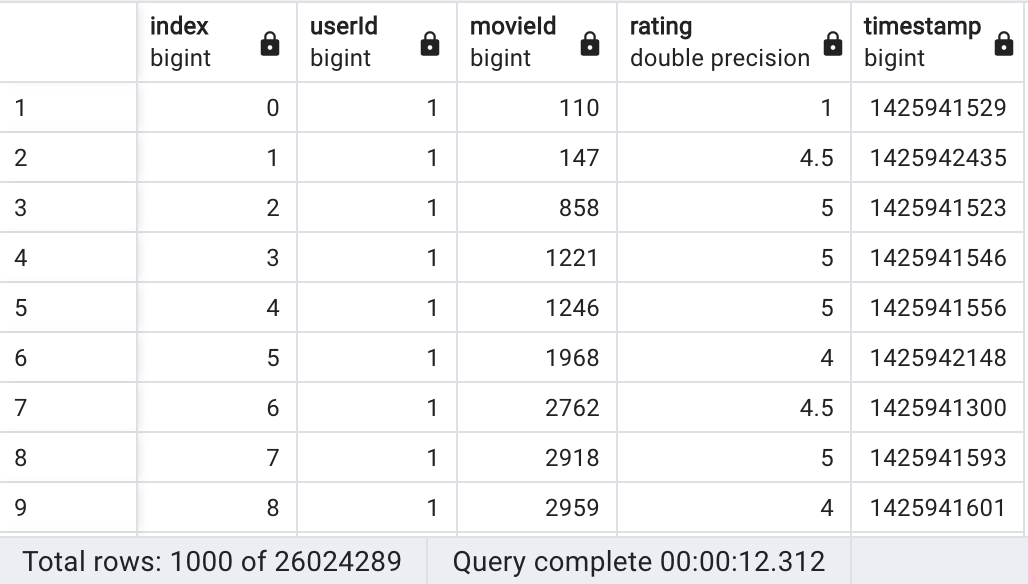 index userId movieId rating timestamp
bigint bigint bigint double precision bigint
1 0 1 110 1 1425941529
2 1 1 147 4.5 1425942435
3 2 1 858 5 1425941523
4 3 1 1221 5 1425941546
5 4 1 1246 5 1425941556
6 5 1 1968 4 1425942148
7 6 1 2762 4.5 1425941300
8 7 1 2918 5 1425941593
9 8 1 2959 4 1425941601
Total rows: 1000 of 26024289 Query complete 00:00:12.312